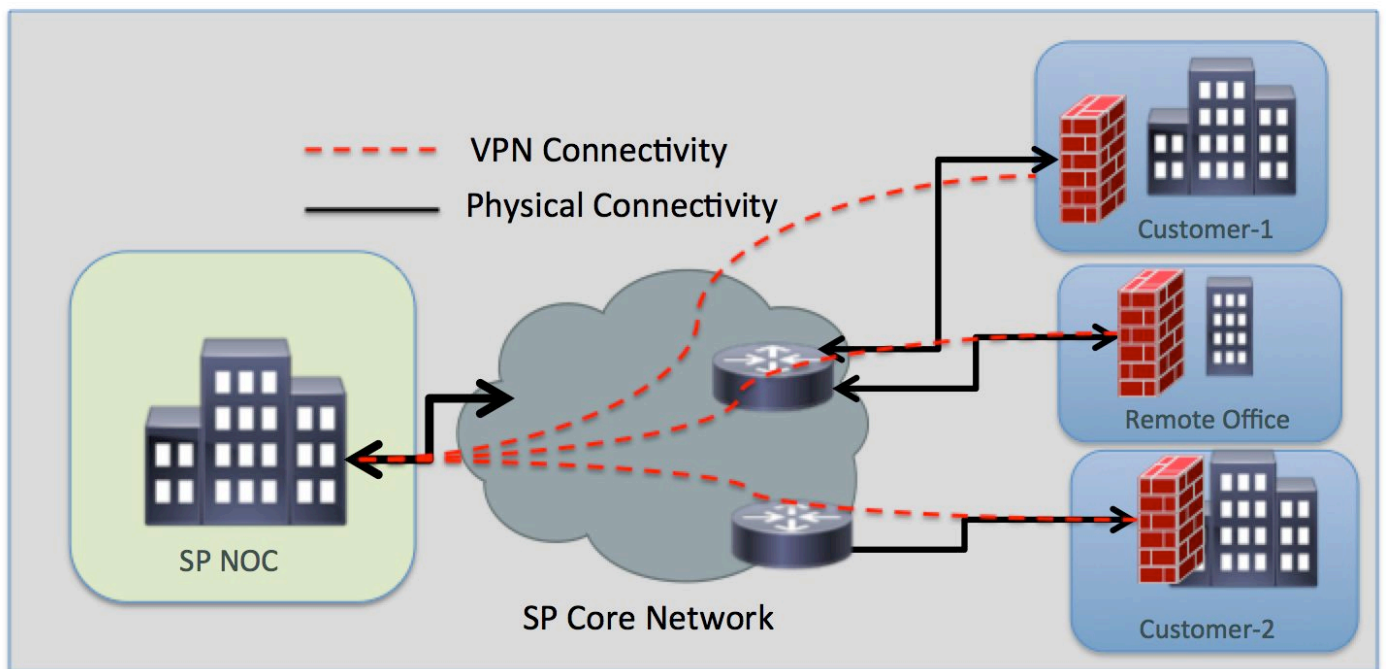 VPN Connectivity
Physical Connectivity
Customer-1
Remote Office
SP NOC
SP Core Network
Customer-2